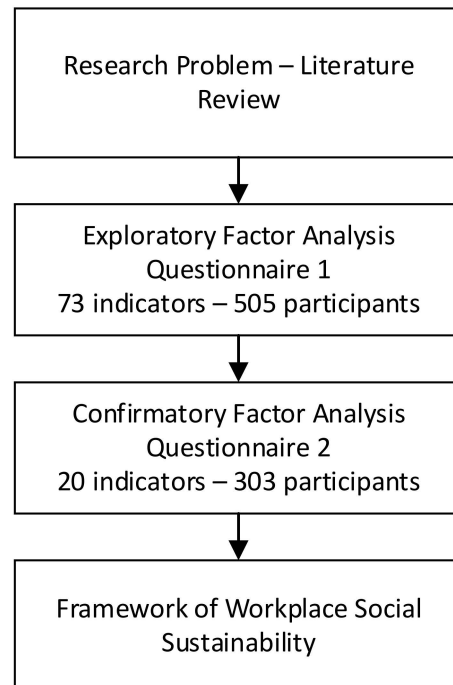 Research Problem – Literature
Review
Exploratory Factor Analysis
Questionnaire 1
73 indicators – 505 participants
Confirmatory Factor Analysis
Questionnaire 2
20 indicators – 303 participants
Framework of Workplace Social
Sustainability